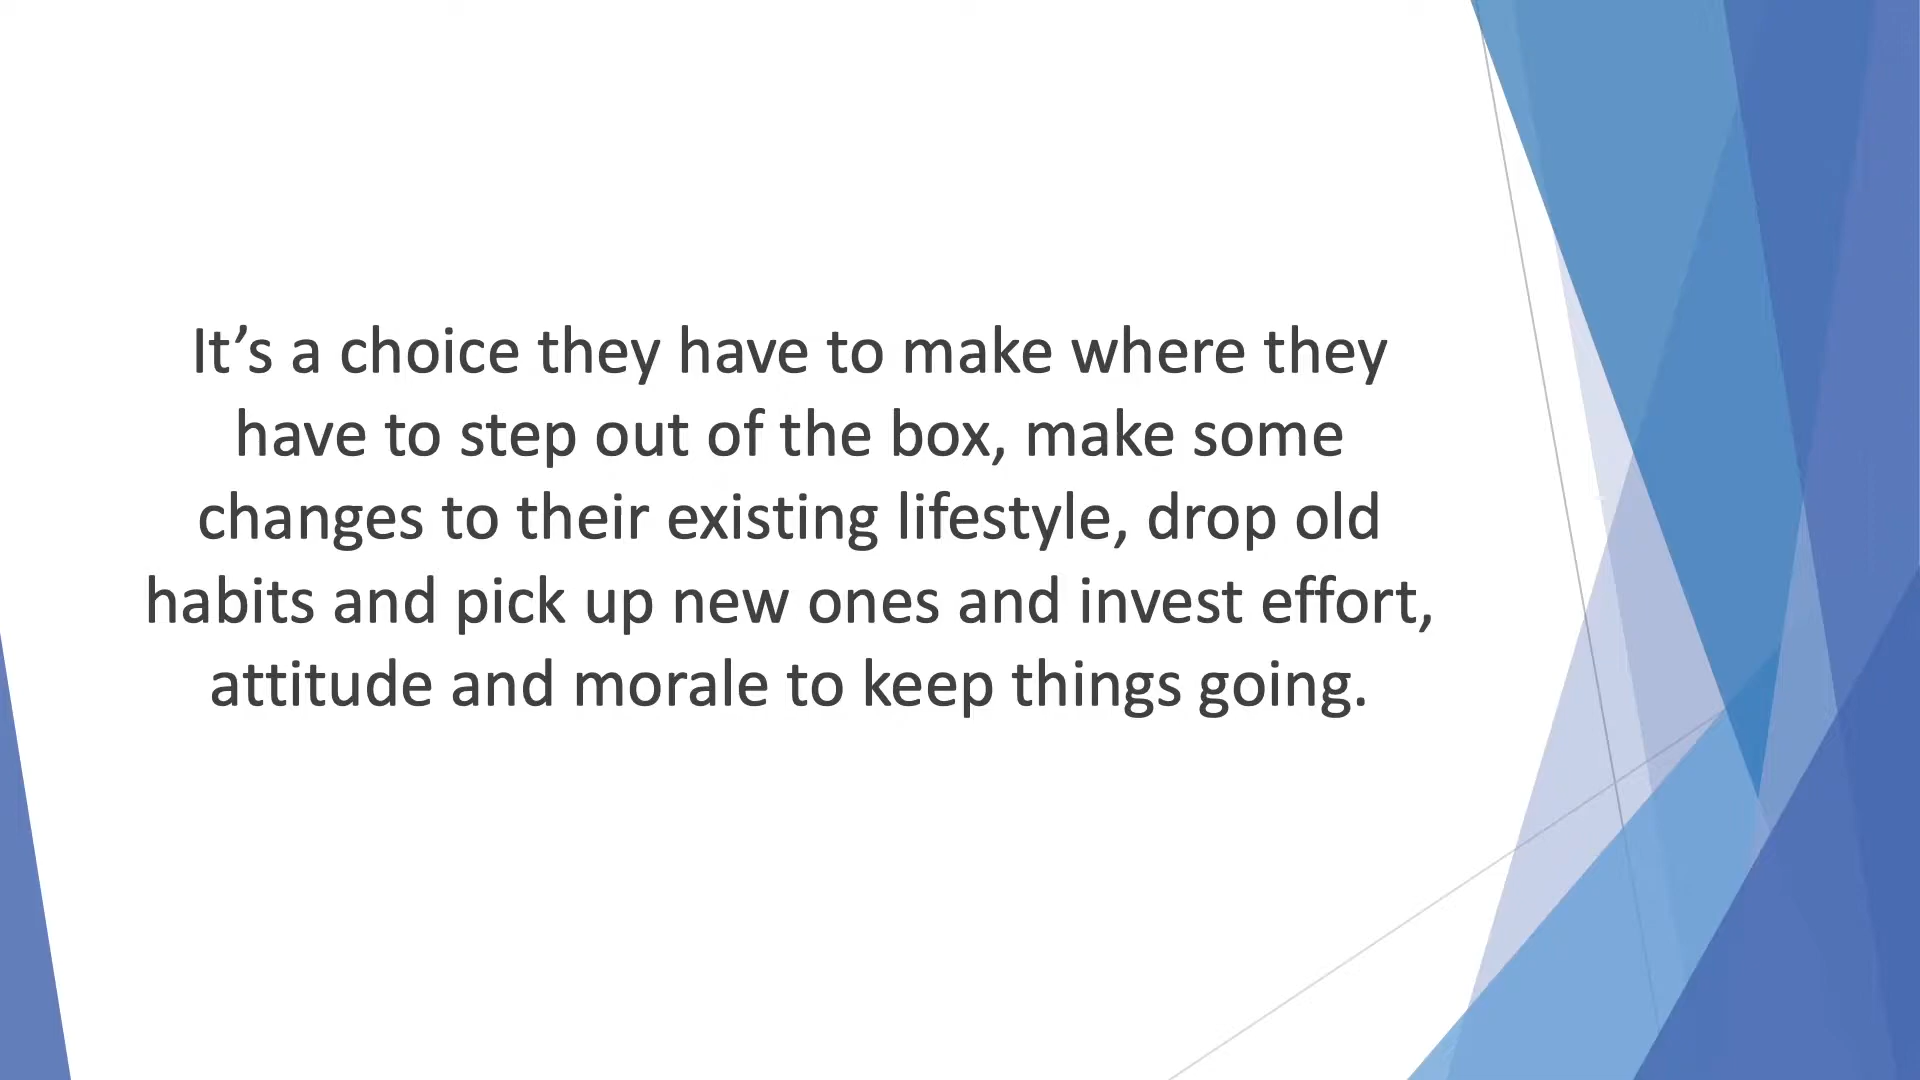 It’s a choice they have to make where they
have to step out of the box, make some
changes to their existing lifestyle, drop old
habits and pick up new ones and invest effort,
attitude and morale to keep things going.